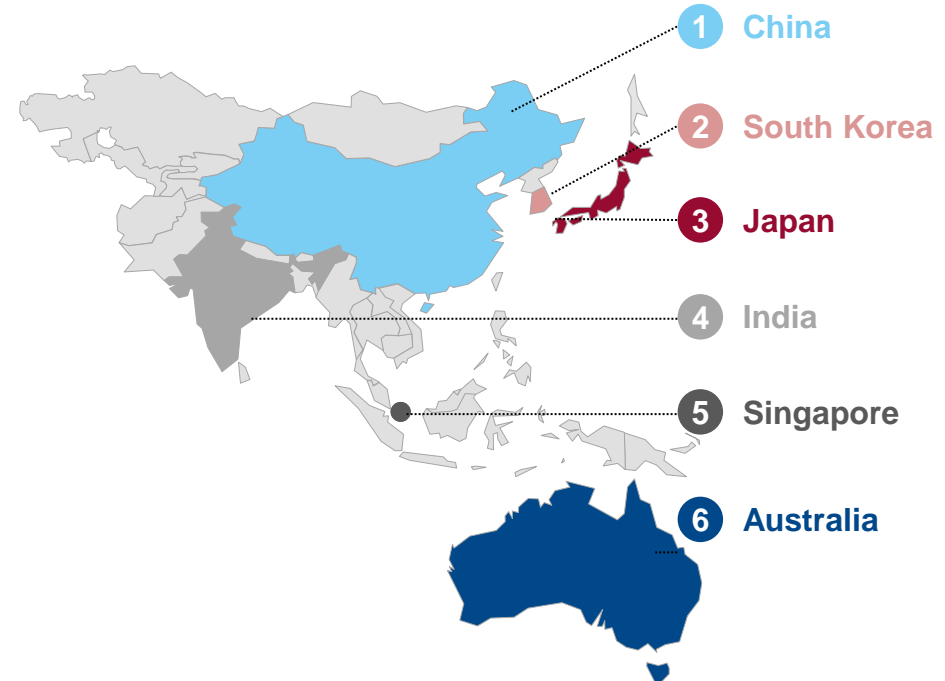 1 China
2 South Korea
3 Japan
4 India
5 Singapore
6 Australia